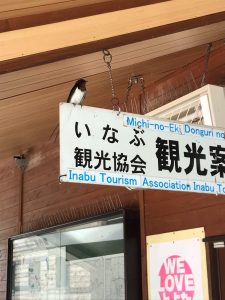 Michi-no-Eki Donguri no
いなぶ
観光協会 観光案
Inabu Tourism Association Inabu To
WE
LOVE